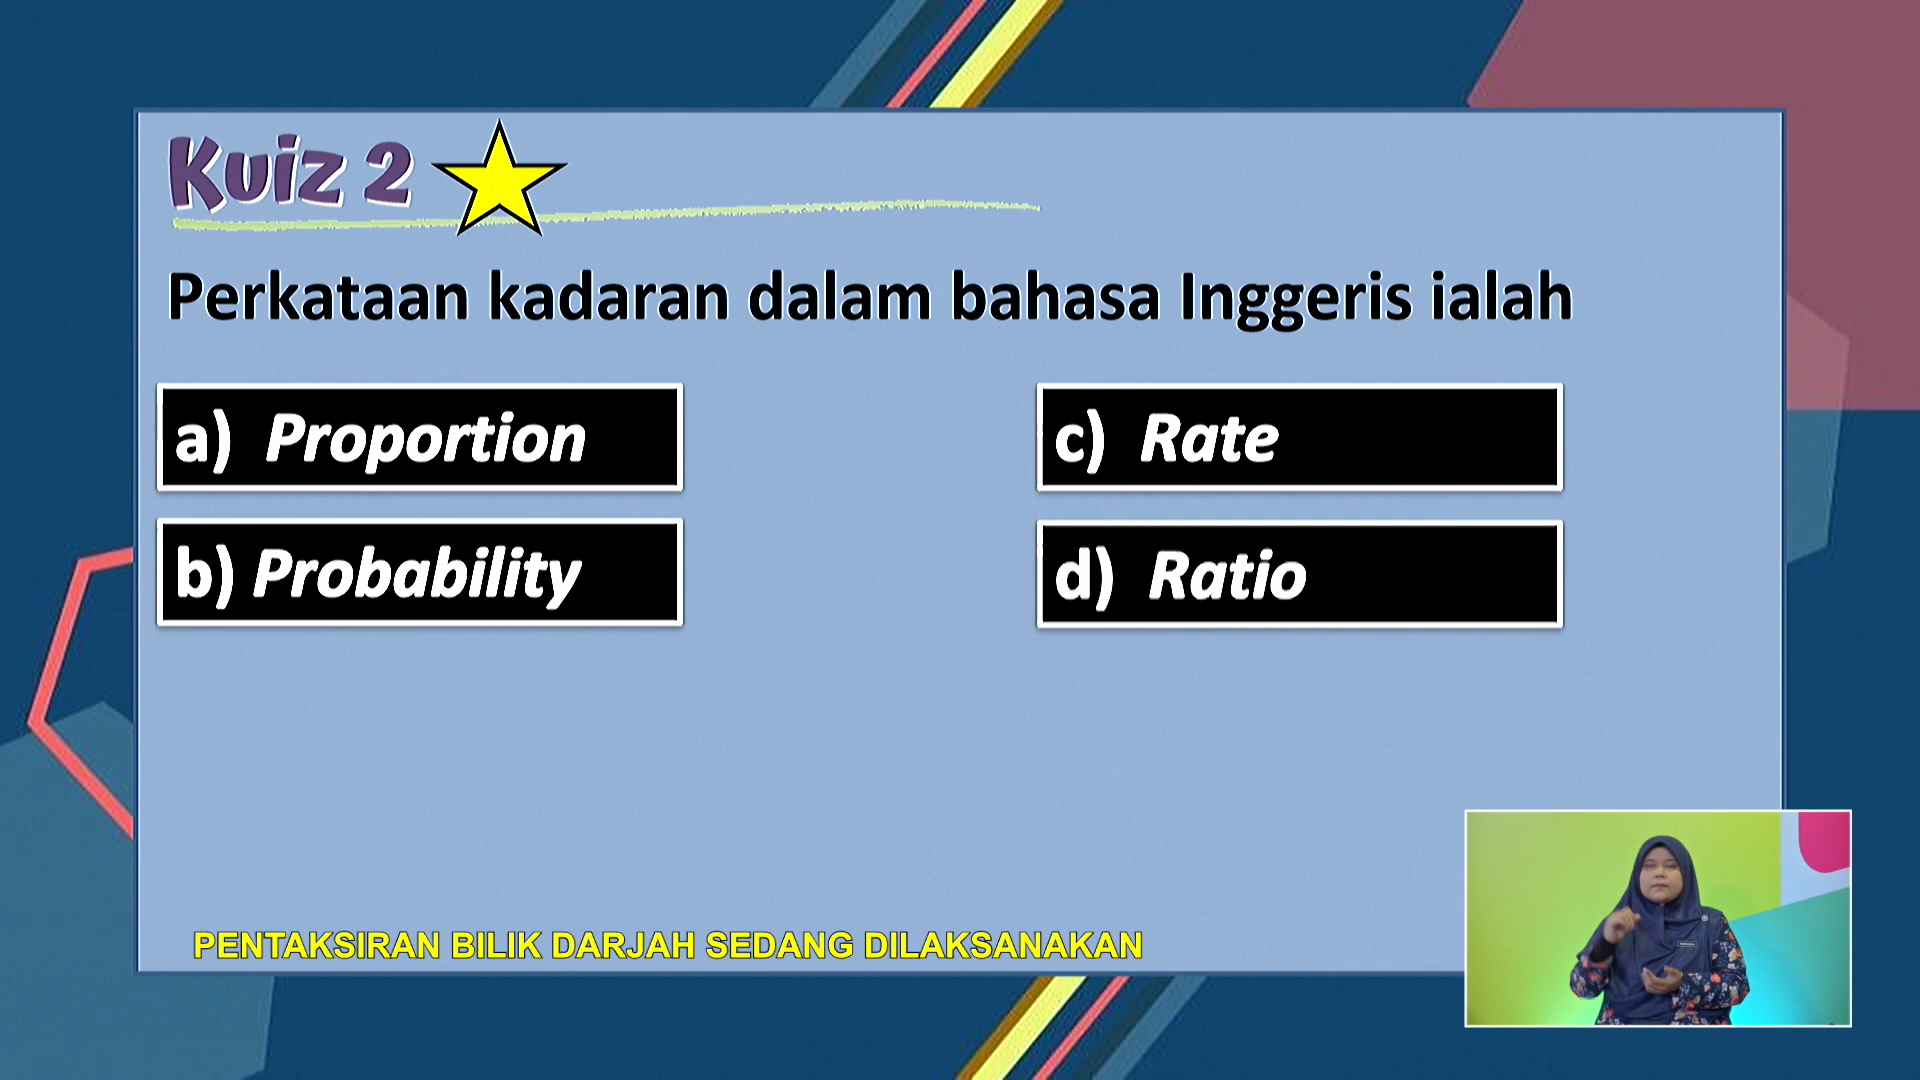 Kuiz 2
Perkataan kadaran dalam bahasa Inggeris ialah
a) Proportion
b) Probability
c) Rate
d) Ratio
PENTAKSIRAN BILIK DARJAH SEDANG DILAKSANAKAN